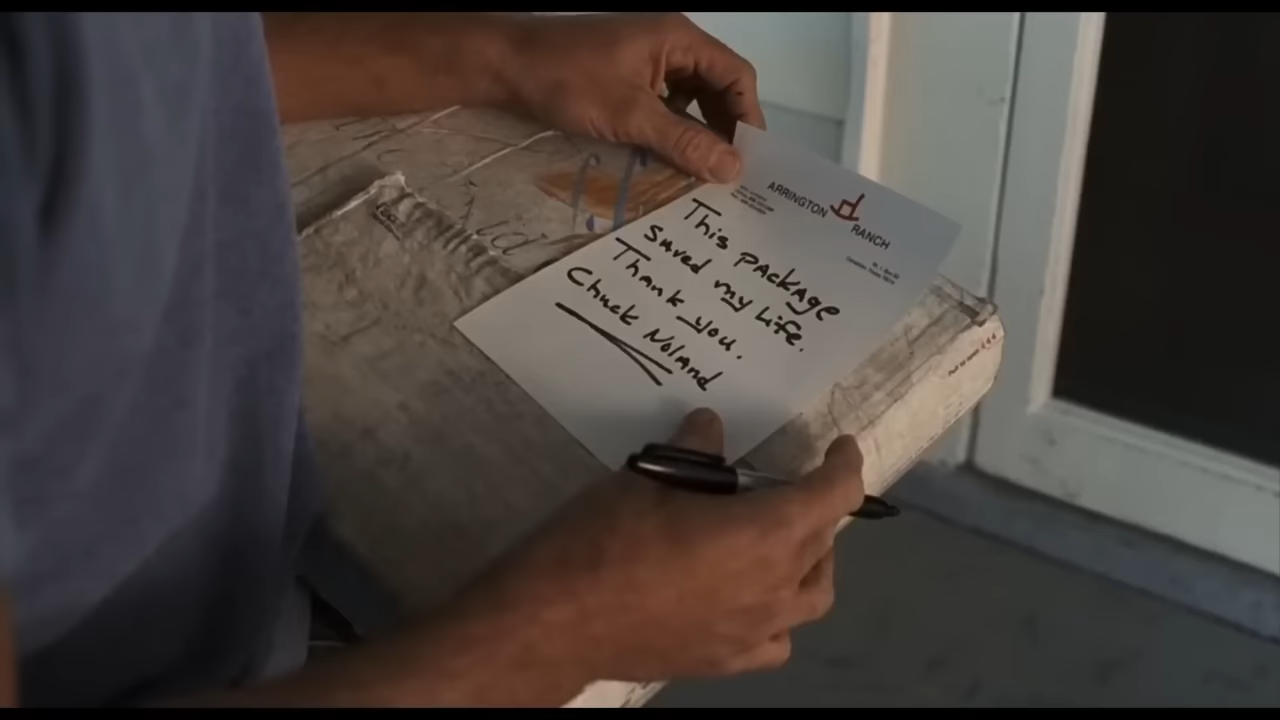 ARRINGTON RANCH
This package
saved my life.
Thank you.
Chuck Noland